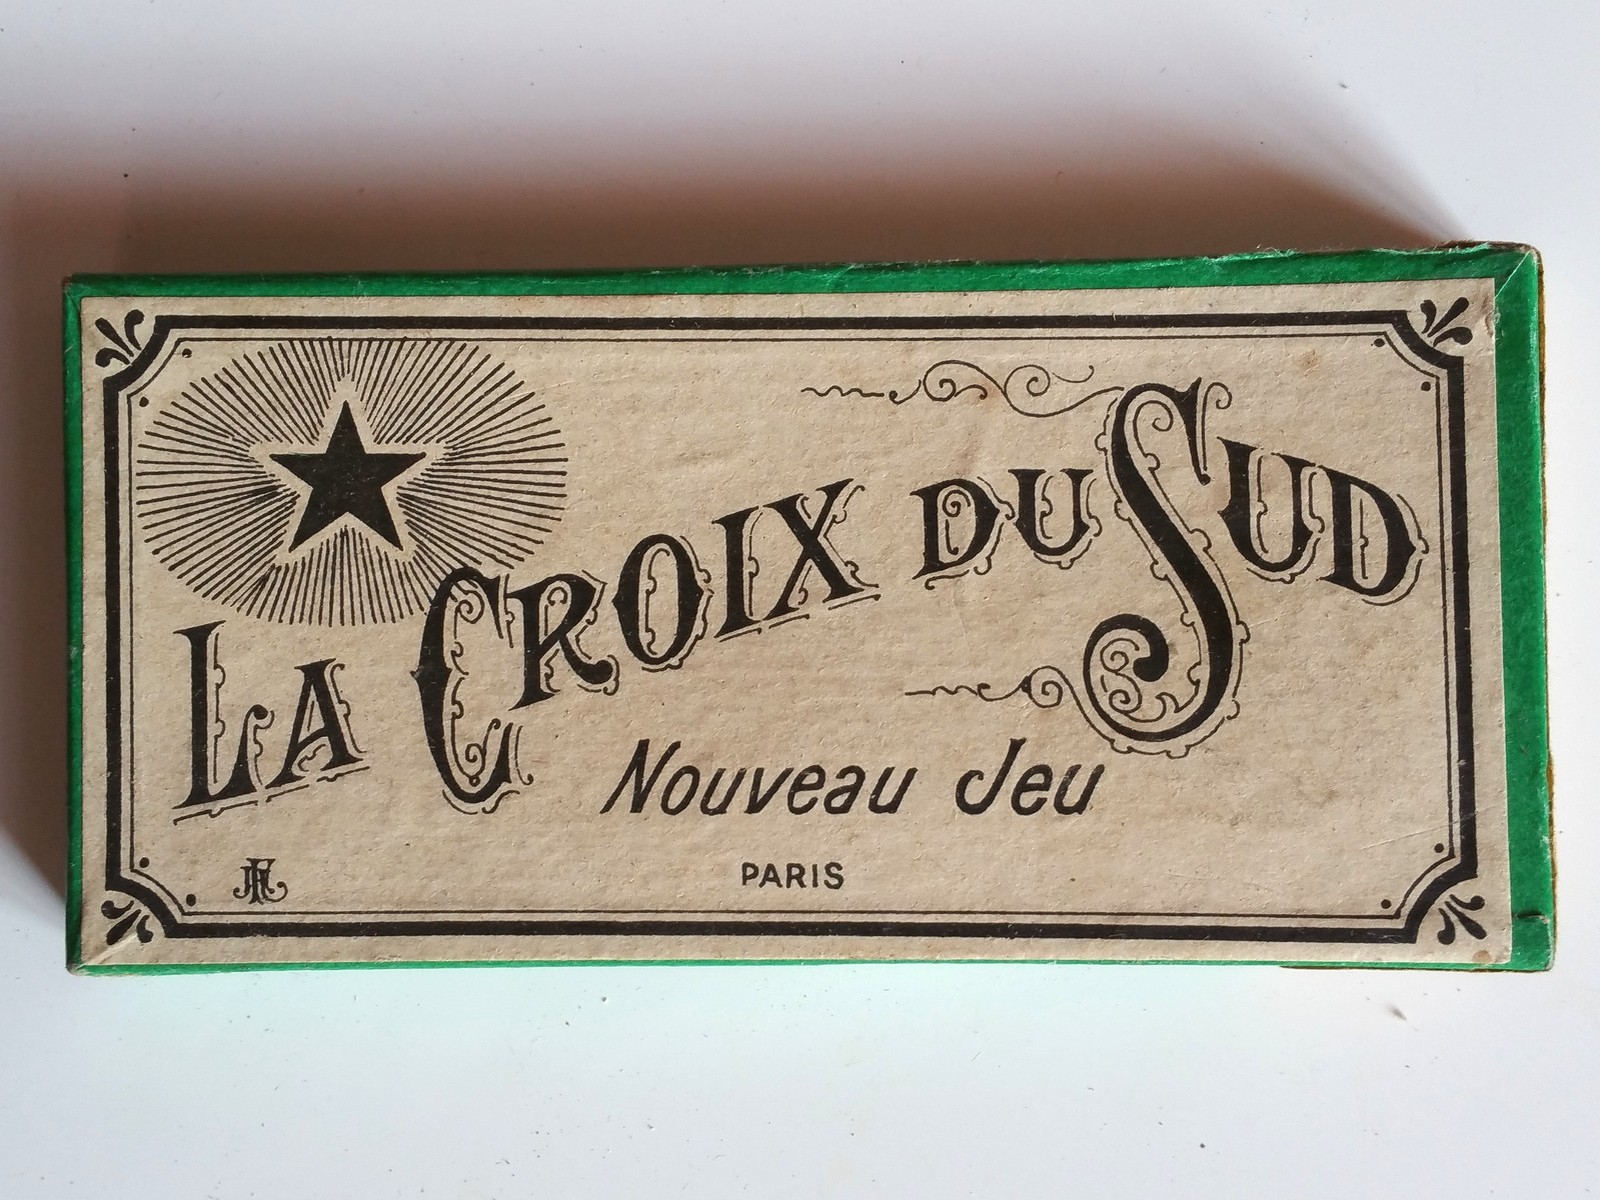 LA CROIX DU SUD
Nouveau Jeu
PARIS